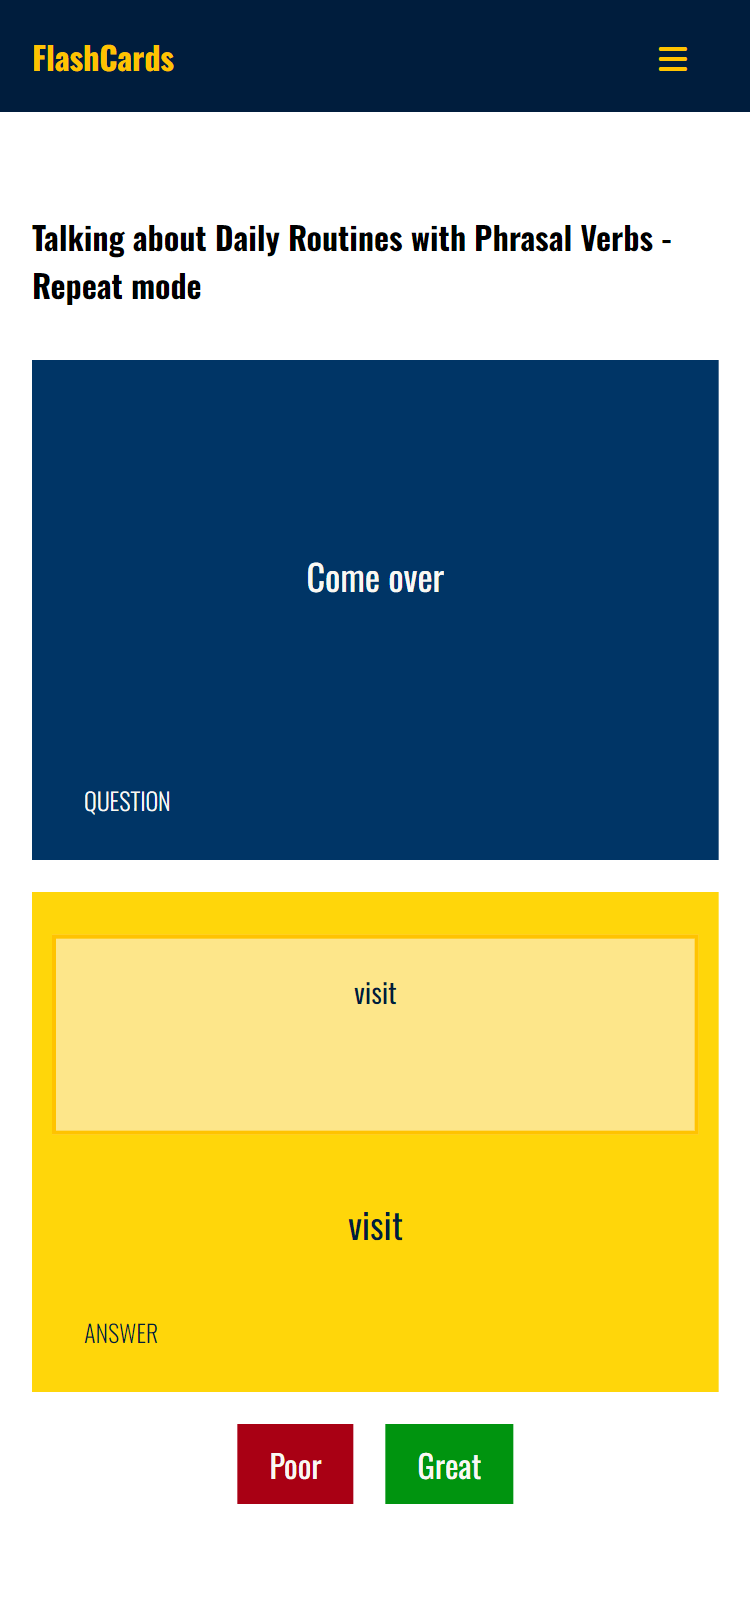 FlashCards
Talking about Daily Routines with Phrasal Verbs -
Repeat mode
Come over
QUESTION
visit
visit
ANSWER
Poor
Great